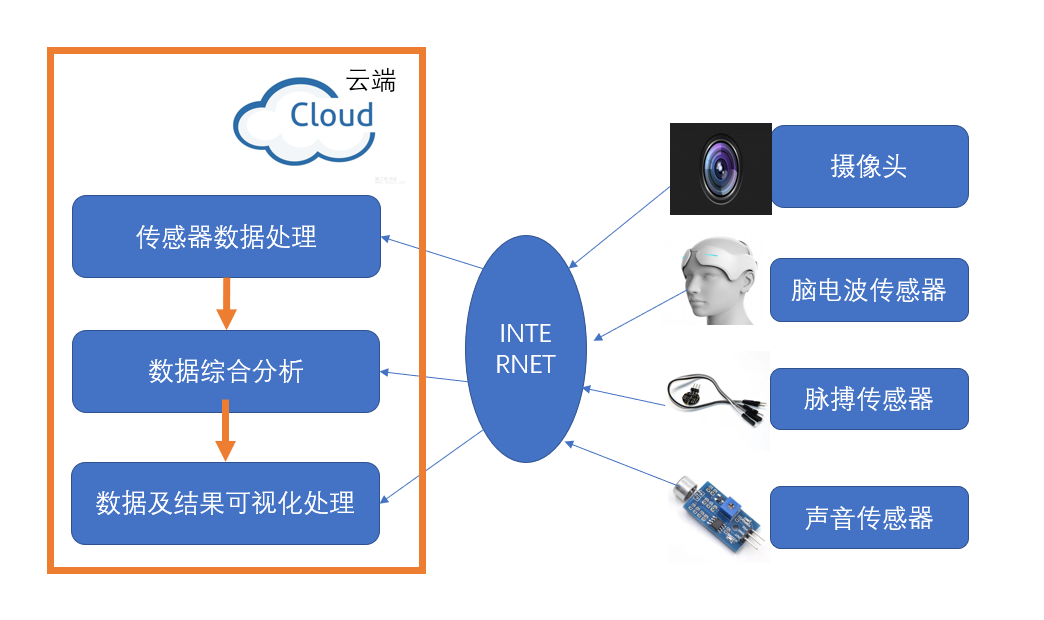 云端
Cloud
传感器数据处理
数据综合分析
数据及结果可视化处理
INTE
RNET
摄像头
脑电波传感器
脉搏传感器
声音传感器